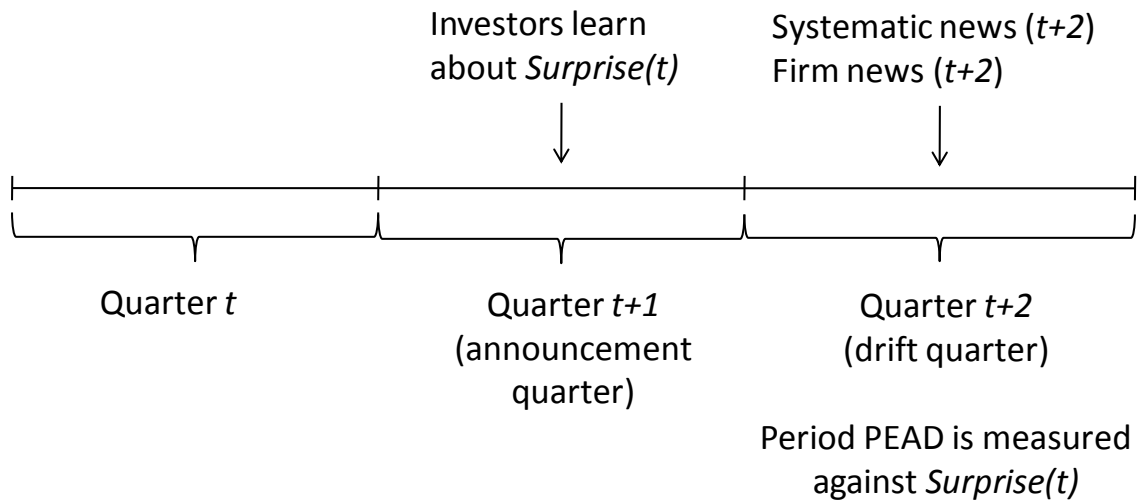 Investors learn
about Surprise(t)
Systematic news (t+2)
Firm news (t+2)
Quarter t
Quarter t+1
(announcement
quarter)
Quarter t+2
(drift quarter)
Period PEAD is measured
against Surprise(t)